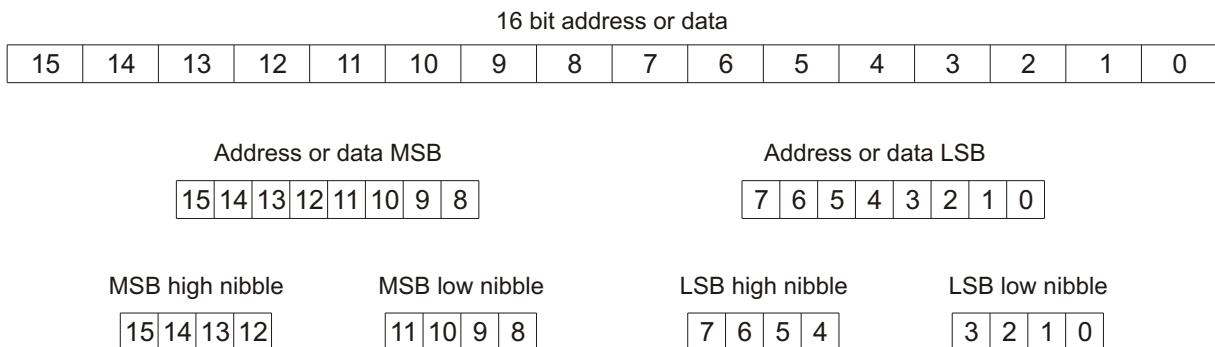 16 bit address or data
15 14 13 12 11 10 9 8 7 6 5 4 3 2 1 0
Address or data MSB Address or data LSB
15 14 13 12 11 10 9 8 7 6 5 4 3 2 1 0
MSB high nibble MSB low nibble LSB high nibble LSB low nibble
15 14 13 12 11 10 9 8 7 6 5 4 3 2 1 0